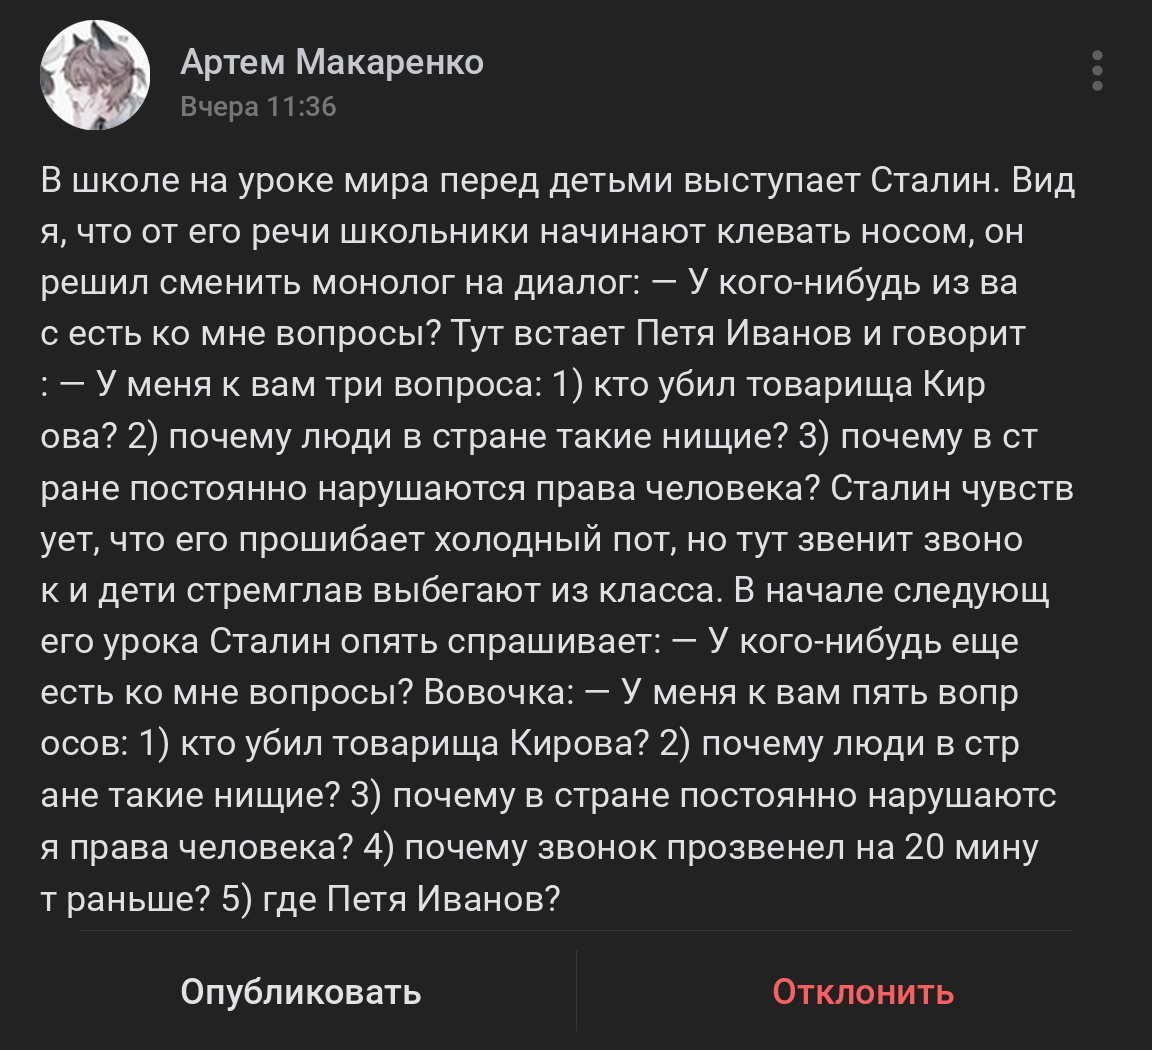 Артем Макаренко
Вчера 11:36
В школе на уроке мира перед детьми выступает Сталин. Вид
я, что от его речи школьники начинают клевать носом, он
решил сменить монолог на диалог: — У кого-нибудь из ва
с есть ко мне вопросы? Тут встает Петя Иванов и говорит
: — У меня к вам три вопроса: 1) кто убил товарища Кир
ова? 2) почему люди в стране такие нищие? 3) почему в ст
ране постоянно нарушаются права человека? Сталин чувств
ует, что его прошибает холодный пот, но тут звенит звоно
к и дети стремглав выбегают из класса. В начале следующ
его урока Сталин опять спрашивает: — У кого-нибудь еще
есть ко мне вопросы? Вовочка: — У меня к вам пять вопр
осов: 1) кто убил товарища Кирова? 2) почему люди в стр
ане такие нищие? 3) почему в стране постоянно нарушаютс
я права человека? 4) почему звонок прозвенел на 20 мину
т раньше? 5) где Петя Иванов?
Опубликовать
Отклонить